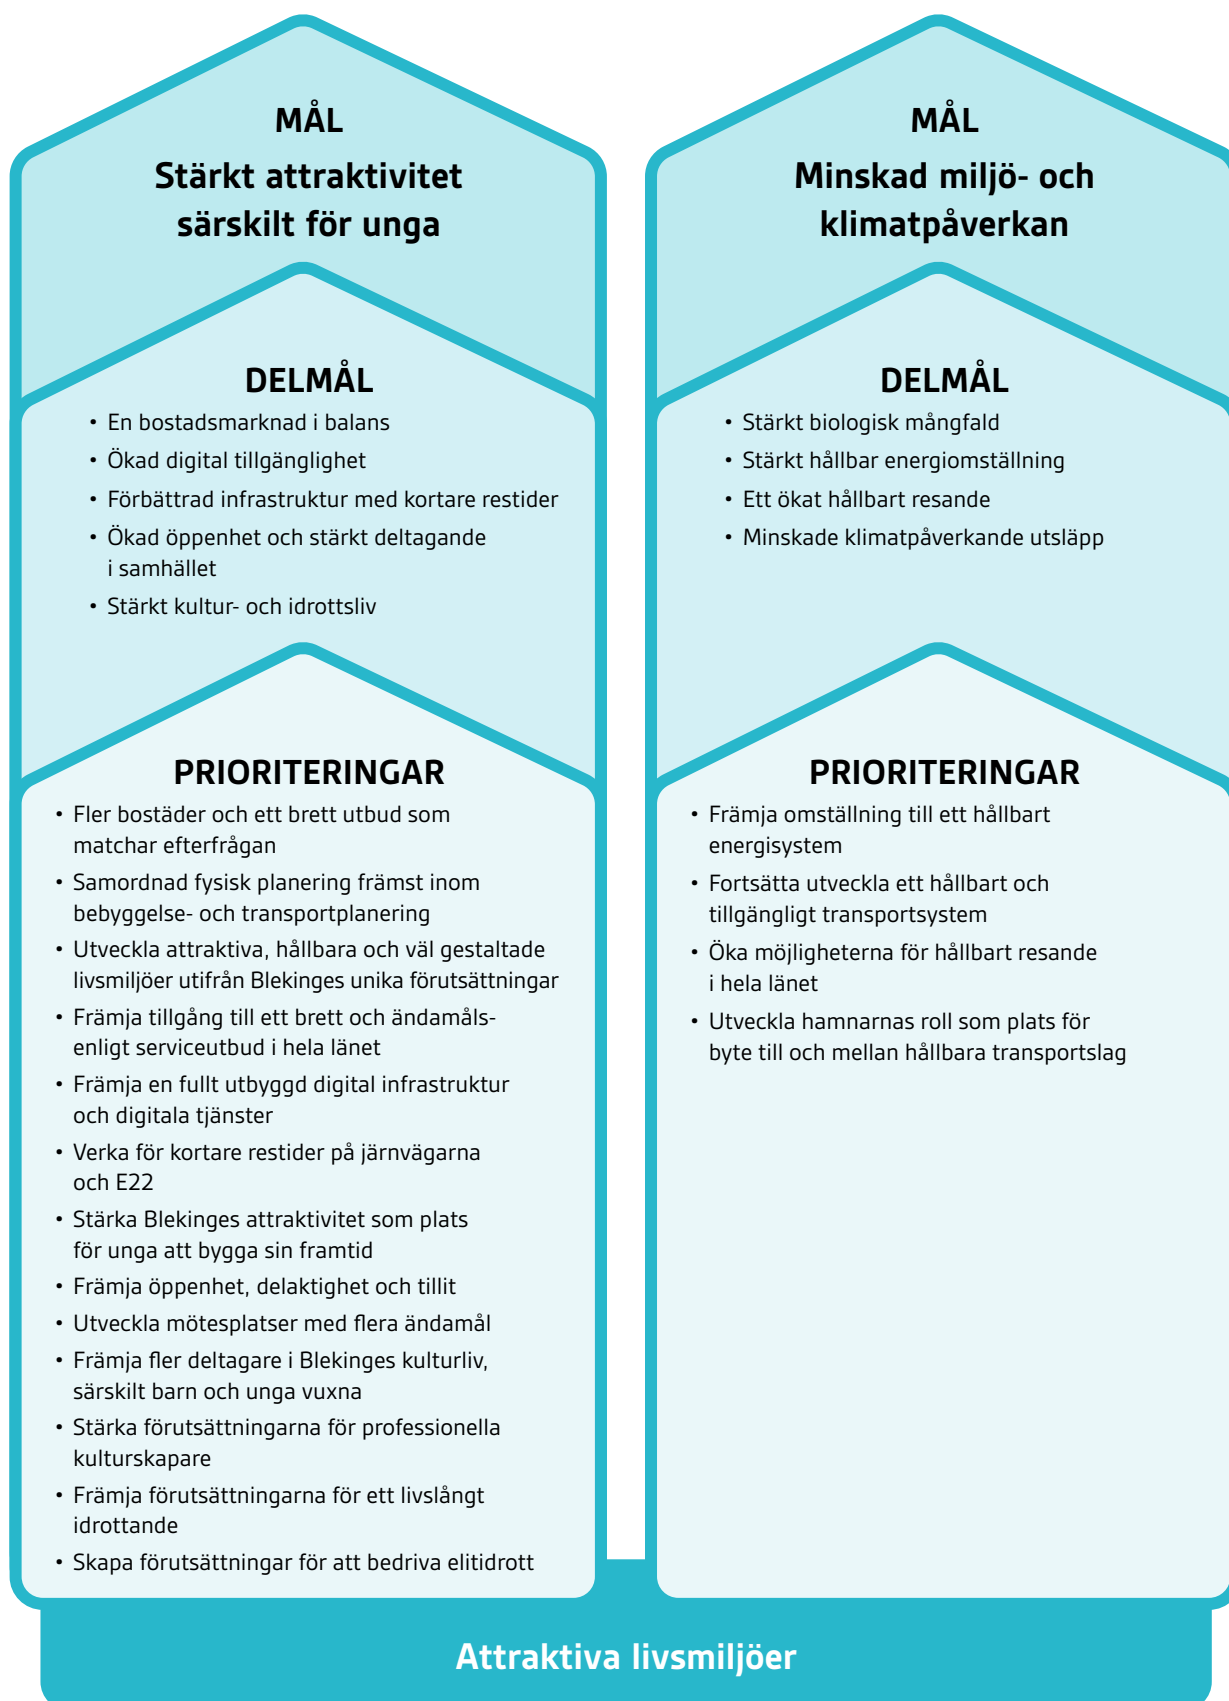 MÅL
Stärkt attraktivitet
särskilt för unga
DELMÅL
• En bostadsmarknad i balans
• Ökad digital tillgänglighet
• Förbättrad infrastruktur med kortare restider
• Ökad öppenhet och stärkt deltagande
i samhället
• Stärkt kultur- och idrottsliv
PRIORITERINGAR
• Fler bostäder och ett brett utbud som
matchar efterfrågan
• Samordnad fysisk planering främst inom
bebyggelse- och transportplanering
• Utveckla attraktiva, hållbara och väl gestaltade
livsmiljöer utifrån Blekinges unika förutsättningar
• Främja tillgång till ett brett och ändamåls-
enligt serviceutbud i hela länet
• Främja en fullt utbyggd digital infrastruktur
och digitala tjänster
• Verka för kortare restider på järnvägarna
och E22
• Stärka Blekinges attraktivitet som plats
för unga att bygga sin framtid
• Främja öppenhet, delaktighet och tillit
• Utveckla mötesplatser med flera ändamål
• Främja fler deltagare i Blekinges kulturliv,
särskilt barn och unga vuxna
• Stärka förutsättningarna för professionella
kulturskapare
• Främja förutsättningarna för ett livslångt
idrottande
• Skapa förutsättningar för att bedriva elitidrott
MÅL
Minskad miljö- och
klimatpåverkan
DELMÅL
• Stärkt biologisk mångfald
• Stärkt hållbar energiomställning
• Ett ökat hållbart resande
• Minskade klimatpåverkande utsläpp
PRIORITERINGAR
• Främja omställning till ett hållbart
energisystem
• Fortsätta utveckla ett hållbart och
tillgängligt transportsystem
• Öka möjligheterna för hållbart resande
i hela länet
• Utveckla hamnarnas roll som plats för
byte till och mellan hållbara transportslag
Attraktiva livsmiljöer